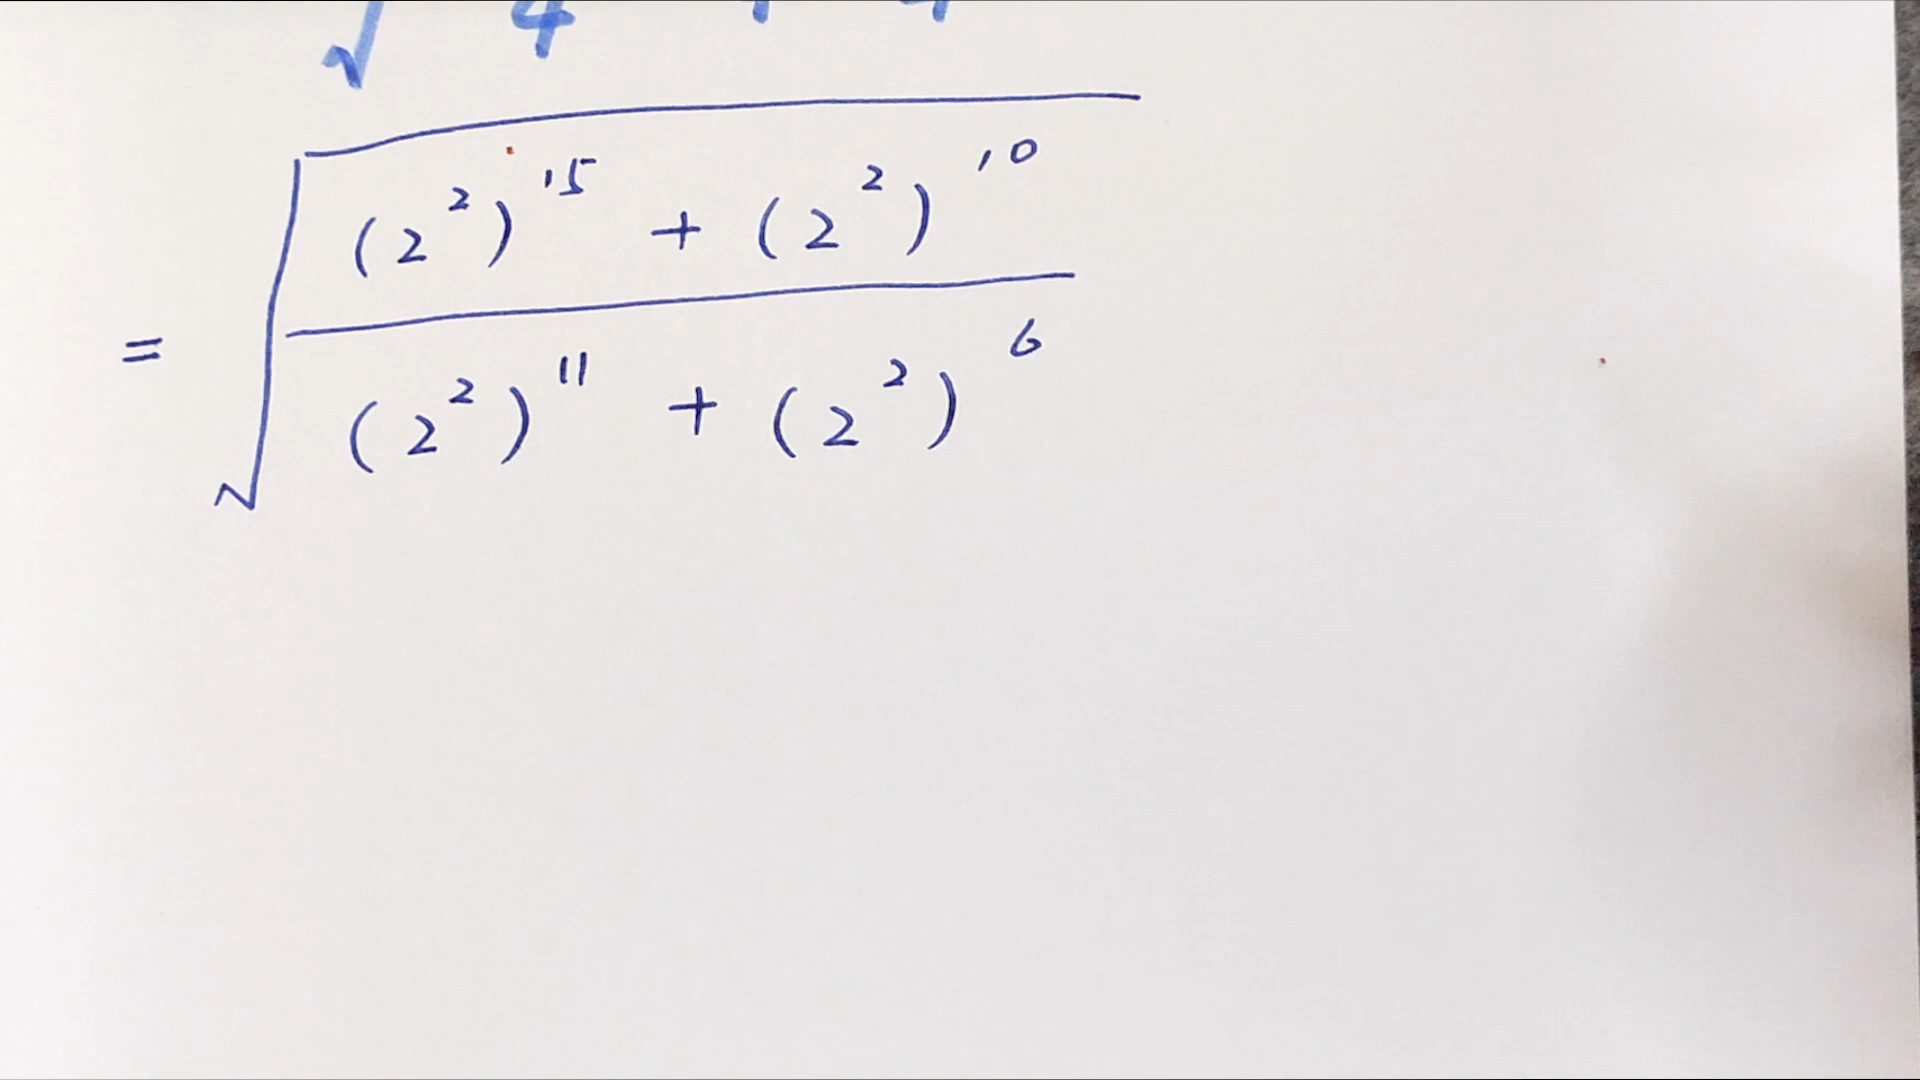 = √(((2²)¹⁵ + (2²)¹⁰) / ((2²)¹¹ + (2²)⁶))